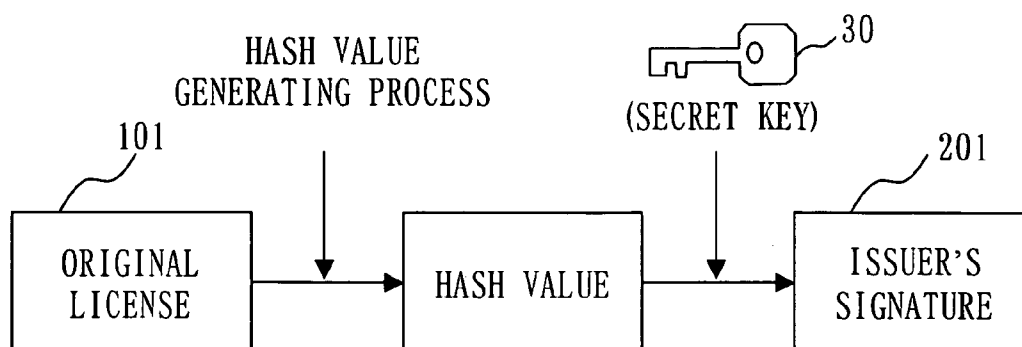 HASH VALUE
GENERATING PROCESS
30
(SECRET KEY)
101
201
ORIGINAL
LICENSE
HASH VALUE
ISSUER'S
SIGNATURE